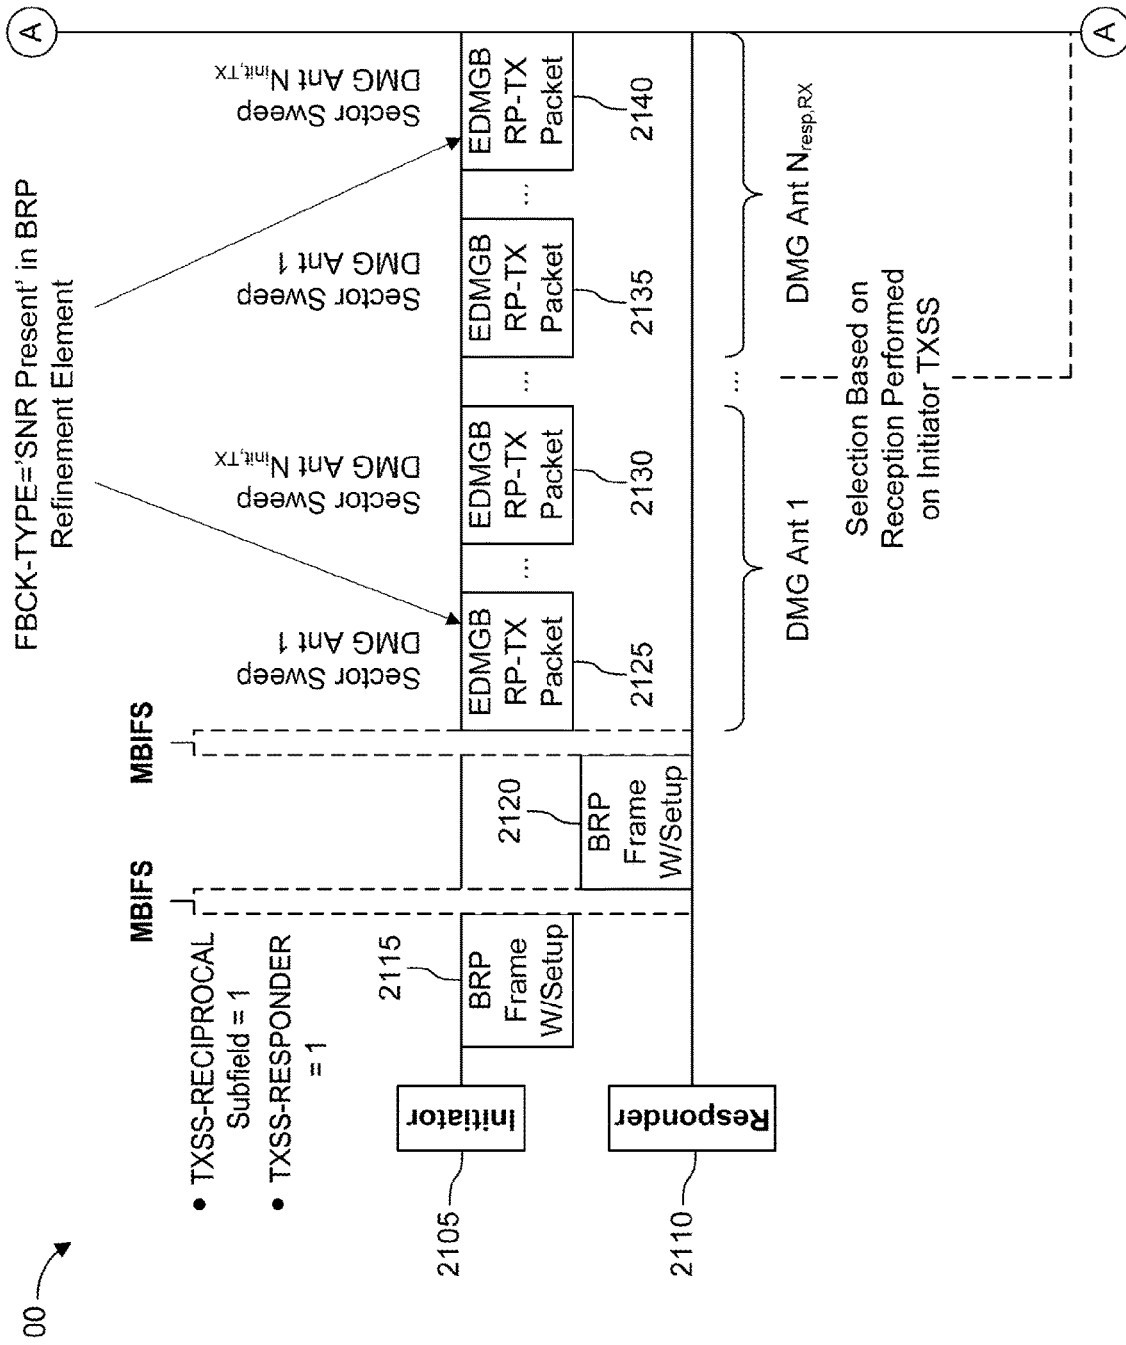 00
FBCK-TYPE='SNR Present' in BRP
Refinement Element
MBIFS
MBIFS
• TXSS-RECIPROCAL
Subfield = 1
• TXSS-RESPONDER
= 1
Sector Sweep
DMG Ant 1
Sector Sweep
DMG Ant Ninit,TX
Sector Sweep
DMG Ant 1
Sector Sweep
DMG Ant Ninit,TX
A
2105
Initiator
2115
BRP
Frame
W/Setup
2120
BRP
Frame
W/Setup
EDMGB
RP-TX
Packet
2125
...
EDMGB
RP-TX
Packet
2130
...
EDMGB
RP-TX
Packet
2135
...
EDMGB
RP-TX
Packet
2140
2110
Responder
DMG Ant 1
...
DMG Ant Nresp,RX
Selection Based on
Reception Performed
on Initiator TXSS
A